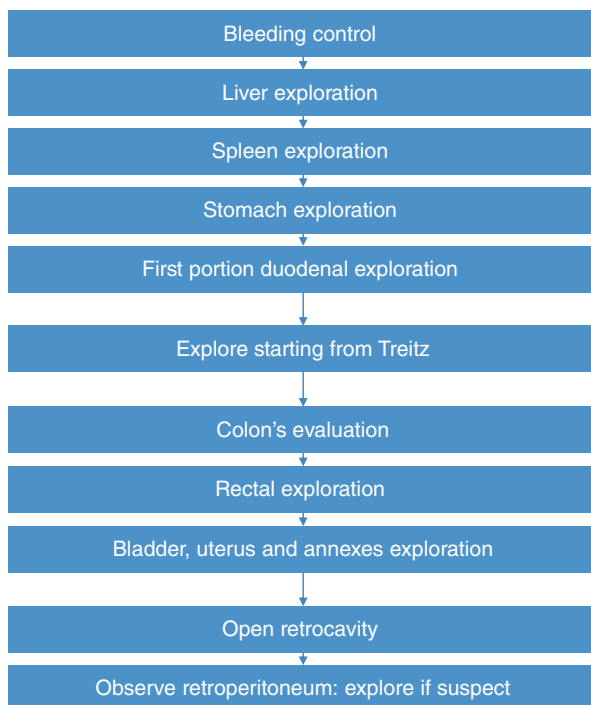 Bleeding control
Liver exploration
Spleen exploration
Stomach exploration
First portion duodenal exploration
Explore starting from Treitz
Colon's evaluation
Rectal exploration
Bladder, uterus and annexes exploration
Open retrocavity
Observe retroperitoneum: explore if suspect